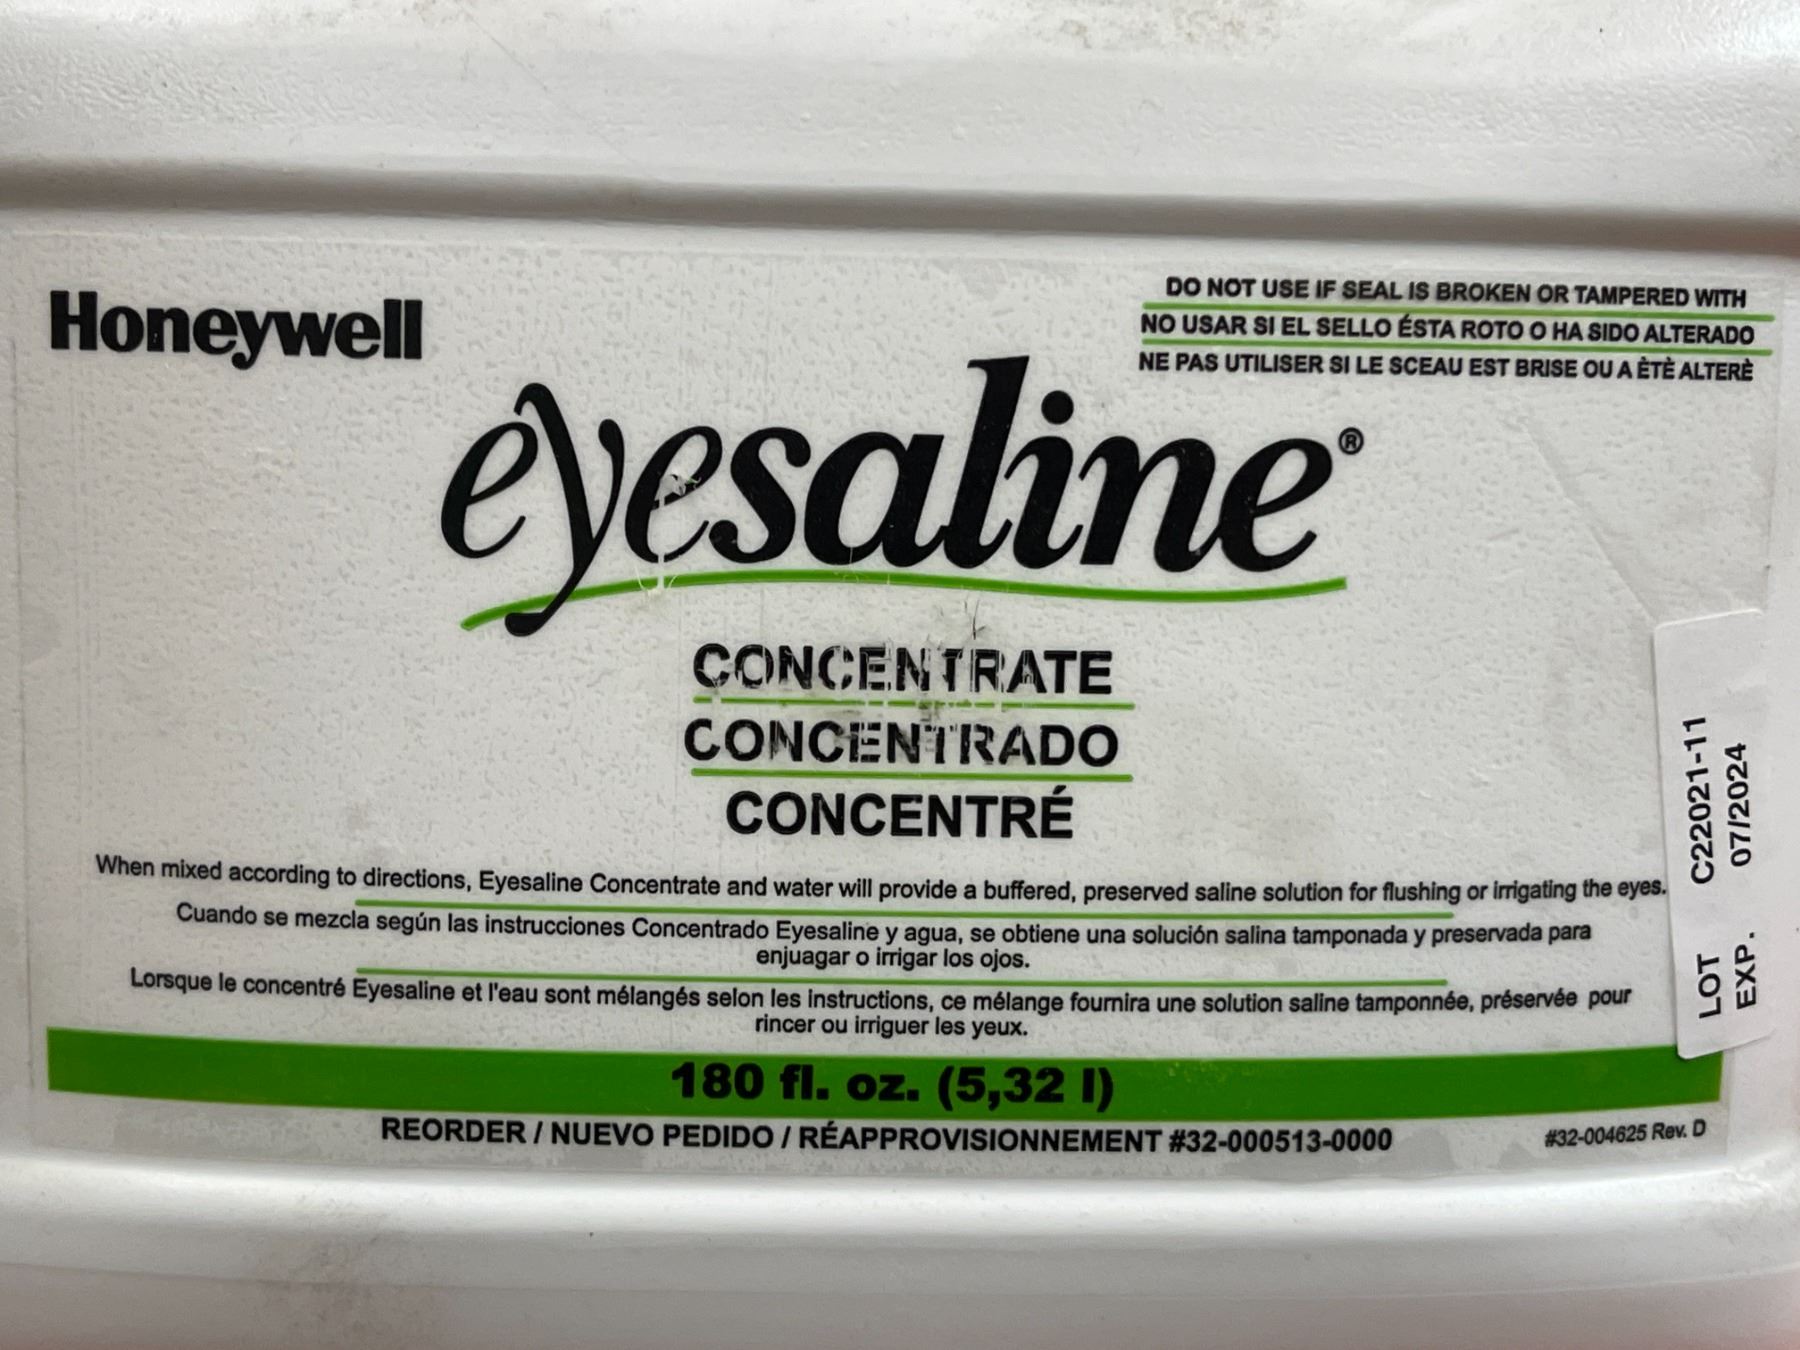 Honeywell
DO NOT USE IF SEAL IS BROKEN OR TAMPERED WITH
NO USAR SI EL SELLO ÉSTA ROTO O HA SIDO ALTERADO
NE PAS UTILISER SI LE SCEAU EST BRISE OU A ÈTÈ ALTERÈ
eyesaline®
CONCENTRATE
CONCENTRADO
CONCENTRÉ
When mixed according to directions, Eyesaline Concentrate and water will provide a buffered, preserved saline solution for flushing or irrigating the eyes.
Cuando se mezcla según las instrucciones Concentrado Eyesaline y agua, se obtiene una solución salina tamponada y preservada para
enjuagar o irrigar los ojos.
Lorsque le concentré Eyesaline et l'eau sont mélangés selon les instructions, ce mélange fournira une solution saline tamponnée, préservée pour
rincer ou irriguer les yeux.
180 fl. oz. (5,32 l)
REORDER / NUEVO PEDIDO / RÉAPPROVISIONNEMENT #32-000513-0000
#32-004625 Rev. D
LOT C22021-11
EXP. 07/2024